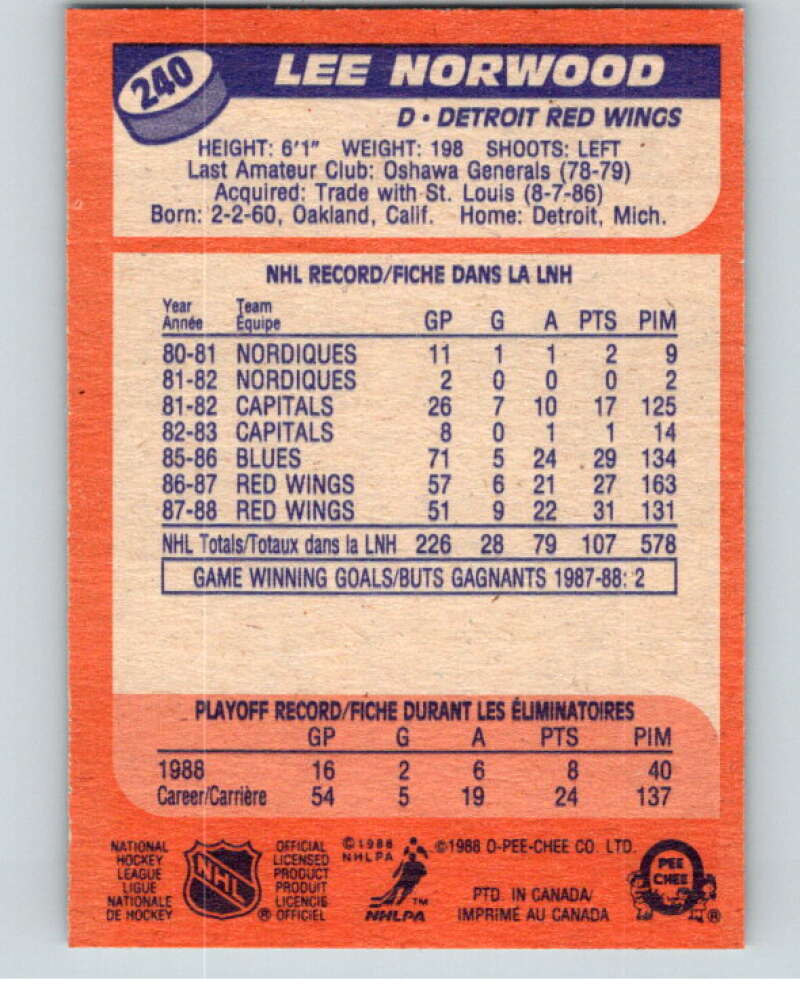 240
LEE NORWOOD
D • DETROIT RED WINGS
HEIGHT: 6'1" WEIGHT: 198 SHOOTS: LEFT
Last Amateur Club: Oshawa Generals (78-79)
Acquired: Trade with St. Louis (8-7-86)
Born: 2-2-60, Oakland, Calif. Home: Detroit, Mich.
NHL RECORD/FICHE DANS LA LNH
Year Team
Année Équipe GP G A PTS PIM
80-81 NORDIQUES 11 1 1 2 9
81-82 NORDIQUES 2 0 0 0 2
81-82 CAPITALS 26 7 10 17 125
82-83 CAPITALS 8 0 1 1 14
85-86 BLUES 71 5 24 29 134
86-87 RED WINGS 57 6 21 27 163
87-88 RED WINGS 51 9 22 31 131
NHL Totals/Totaux dans la LNH 226 28 79 107 578
GAME WINNING GOALS/BUTS GAGNANTS 1987-88: 2
PLAYOFF RECORD/FICHE DURANT LES ÉLIMINATOIRES
GP G A PTS PIM
1988 16 2 6 8 40
Career/Carrière 54 5 19 24 137
NATIONAL
HOCKEY
LEAGUE
LIGUE
NATIONALE
DE HOCKEY
NHL
OFFICIAL
LICENSED
PRODUCT
PRODUIT
LICENCIÉ
® OFFICIEL
©1988
NHLPA
TM
NHLPA
©1988 O-PEE-CHEE CO. LTD.
PTD. IN CANADA/
IMPRIMÉ AU CANADA
PEE
CHEE
®